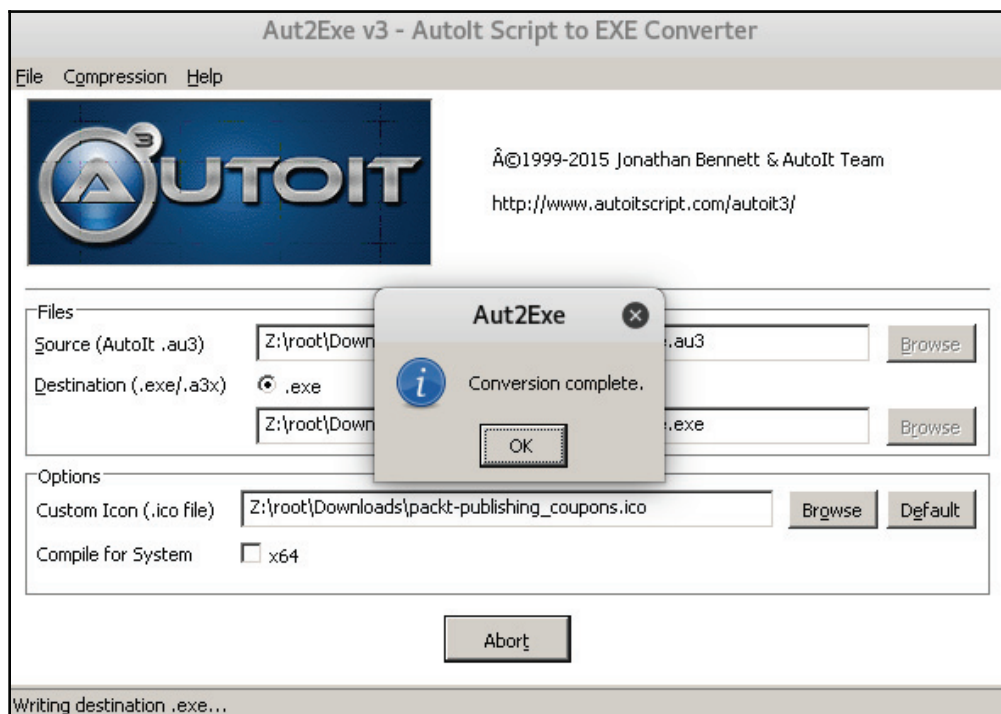 Aut2Exe v3 - AutoIt Script to EXE Converter
File Compression Help
AUTOIT 3
Â©1999-2015 Jonathan Bennett & AutoIt Team
http://www.autoitscript.com/autoit3/
Files
Source (AutoIt .au3) Z:\root\Down .au3 Browse
Destination (.exe/.a3x) .exe
Z:\root\Down .exe Browse
Aut2Exe
Conversion complete.
OK
Options
Custom Icon (.ico file) Z:\root\Downloads\packt-publishing_coupons.ico Browse Default
Compile for System x64
Abort
Writing destination .exe...